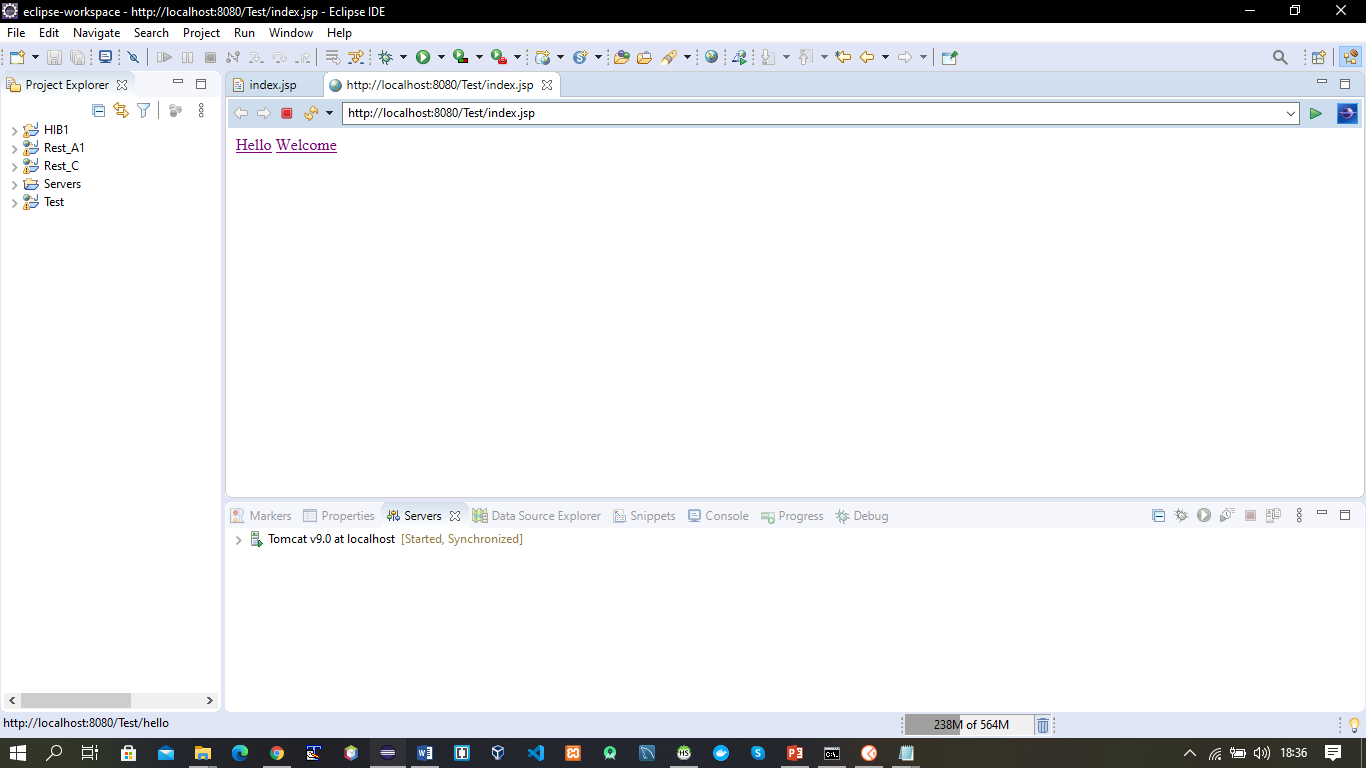 eclipse-workspace - http://localhost:8080/Test/index.jsp - Eclipse IDE
File Edit Navigate Search Project Run Window Help
Project Explorer
index.jsp http://localhost:8080/Test/index.jsp
http://localhost:8080/Test/index.jsp
Hello Welcome
HIB1
Rest_A1
Rest_C
Servers
Test
Markers Properties Servers Data Source Explorer Snippets Console Progress Debug
Tomcat v9.0 at localhost [Started, Synchronized]
http://localhost:8080/Test/hello
238M of 564M
18:36